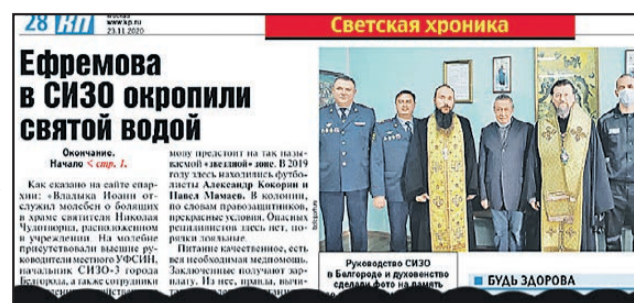 28 КП
Москва
www.kp.ru
23.11.2020
Светская хроника
Ефремова
в СИЗО окропили
святой водой
Окончание.
Начало < стр. 1.
Как сказано на сайте епар-
хии: «Владыка Иоанн от-
служил молебен о болящих
в храме святителя Николая
Чудотворца, расположенном
в учреждении. На молебне
присутствовали высшие ру-
ководители местного УФСИН,
начальник СИЗО-3 города
Белгорода, а также сотрудники
мову предстоит на так назы-
ваемой «звездной» зоне. В 2019
году здесь находились футбо-
листы Александр Кокорин и
Павел Мамаев. В колонии,
по словам правозащитников,
прекрасные условия. Опасных
рецидивистов здесь нет, по-
рядки лояльные.
Питание качественное, есть
вся необходимая медпомощь.
Заключенные получают зар-
плату. Из нее, правда, вычи-
Руководство СИЗО
в Белгороде и духовенство
сделали фото на память
БУДЬ ЗДОРОВА